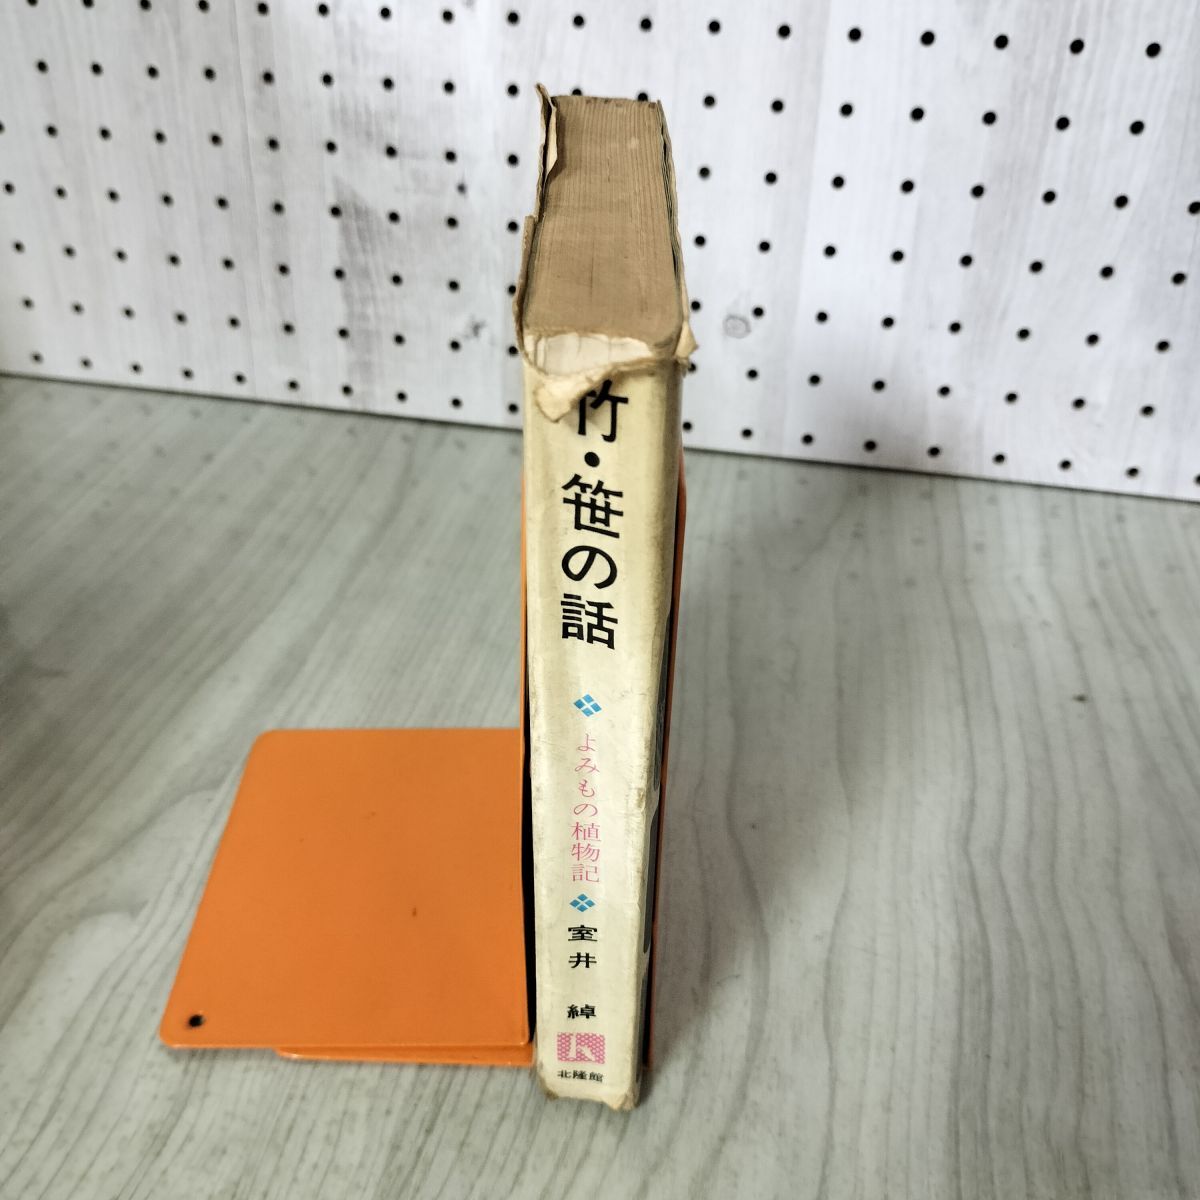 竹・笹の話
よみもの植物記
室井 綽
北隆館